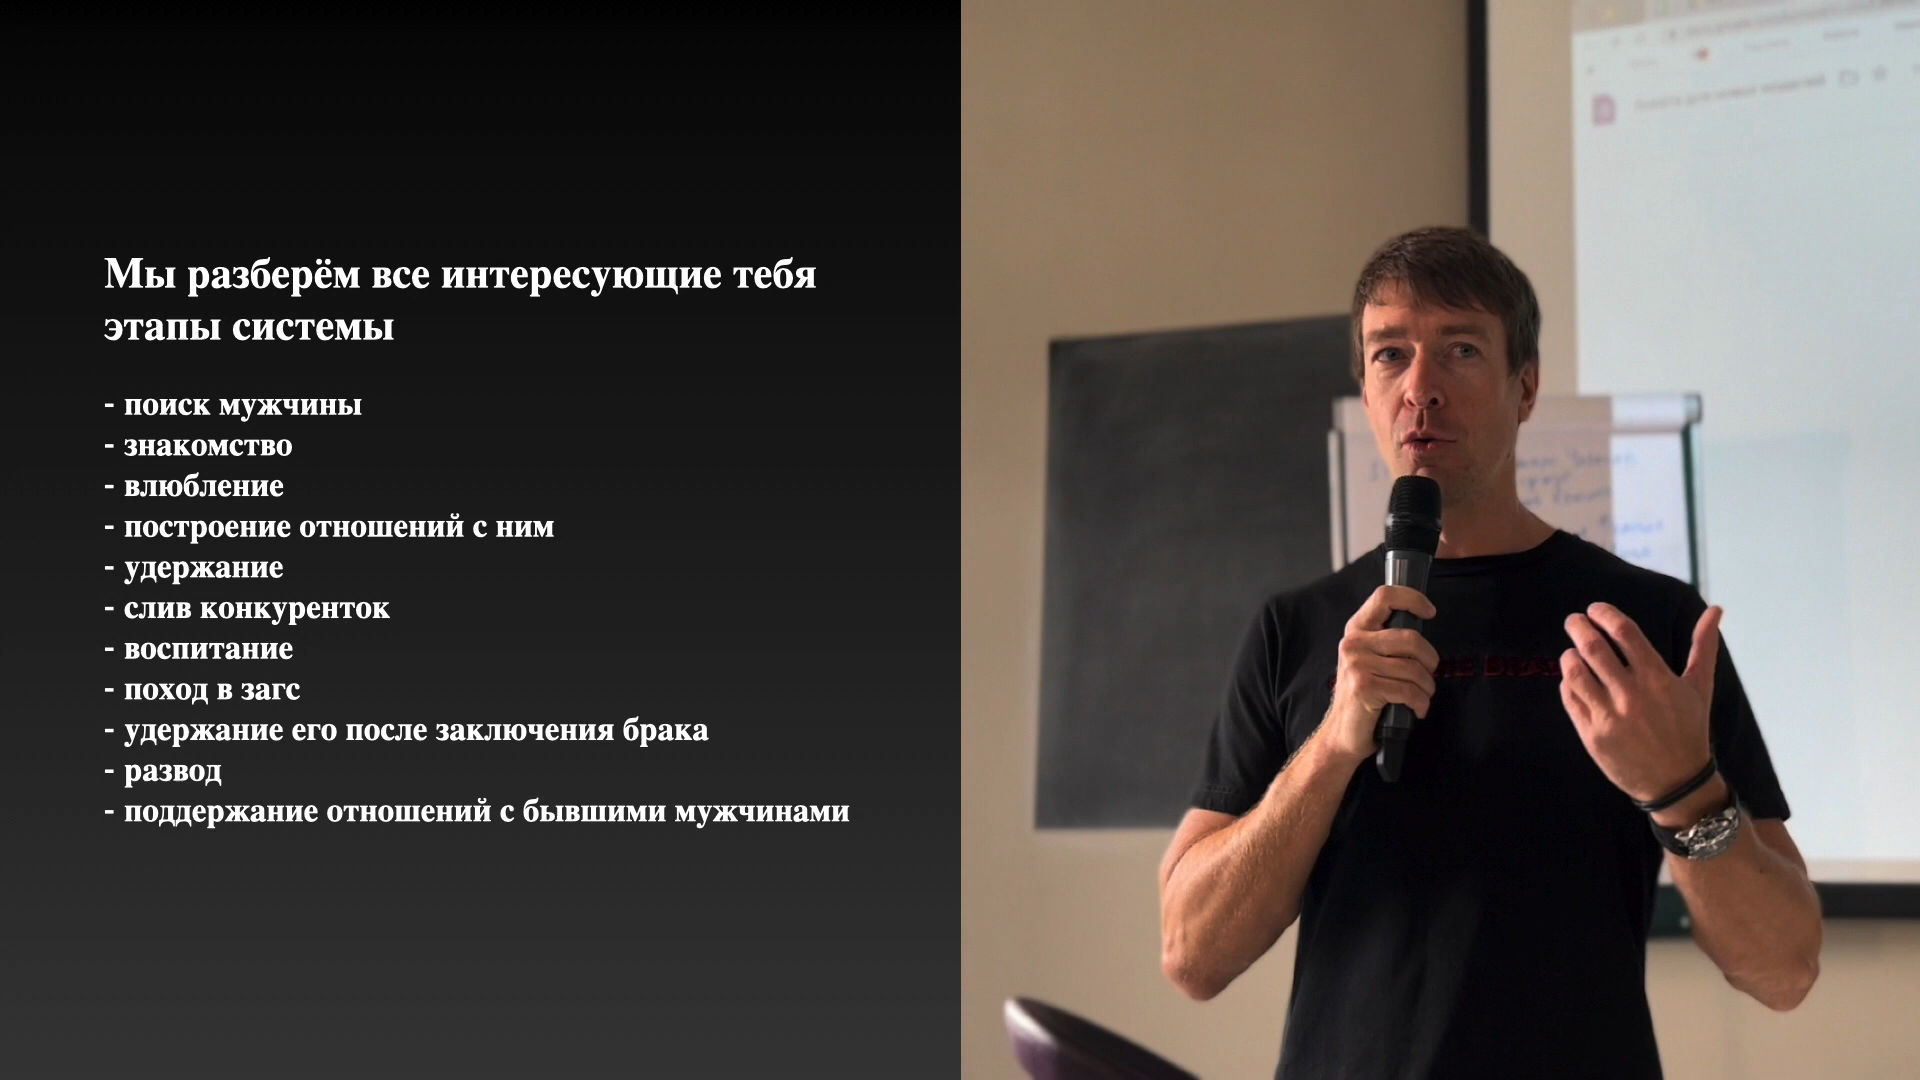 Мы разберём все интересующие тебя
этапы системы
- поиск мужчины
- знакомство
- влюбление
- построение отношений с ним
- удержание
- слив конкуренток
- воспитание
- поход в загс
- удержание его после заключения брака
- развод
- поддержание отношений с бывшими мужчинами